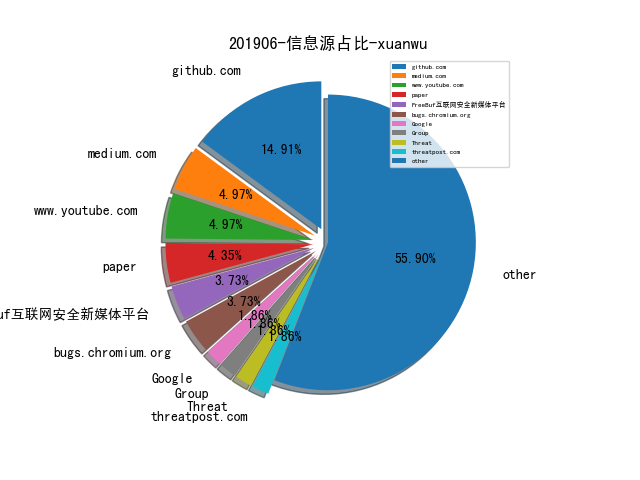 201906-信息源占比-xuanwu
github.com
medium.com
www.youtube.com
paper
uf互联网安全新媒体平台
bugs.chromium.org
Google
Group
Threat
threatpost.com
other
14.91%
4.97%
4.97%
4.35%
3.73%
3.73%
1.86%
1.86%
1.86%
1.86%
55.90%
github.com
medium.com
www.youtube.com
paper
FreeBuf互联网安全新媒体平台
bugs.chromium.org
Google
Group
Threat
threatpost.com
other